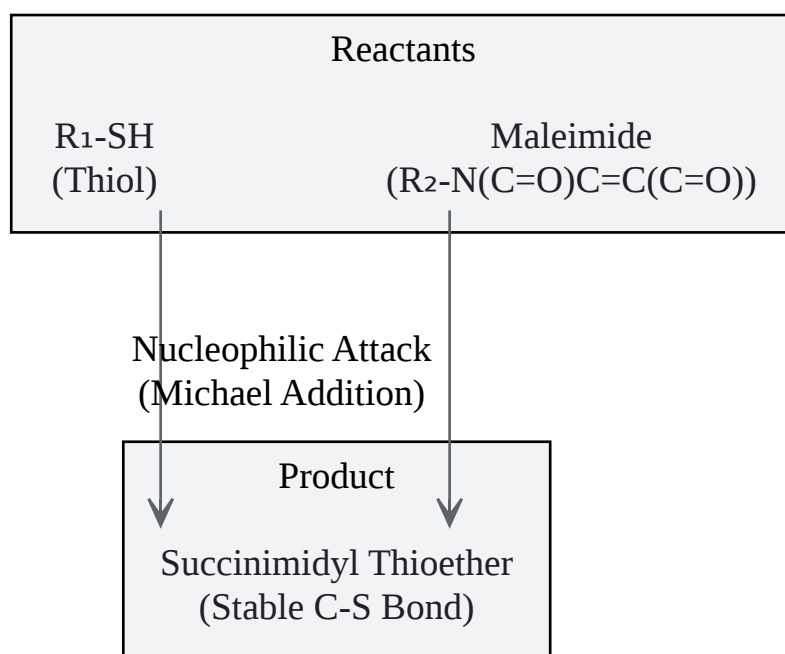 Reactants
R₁-SH
(Thiol)
Maleimide
(R₂-N(C=O)C=C(C=O))
Nucleophilic Attack
(Michael Addition)
Product
Succinimidyl Thioether
(Stable C-S Bond)